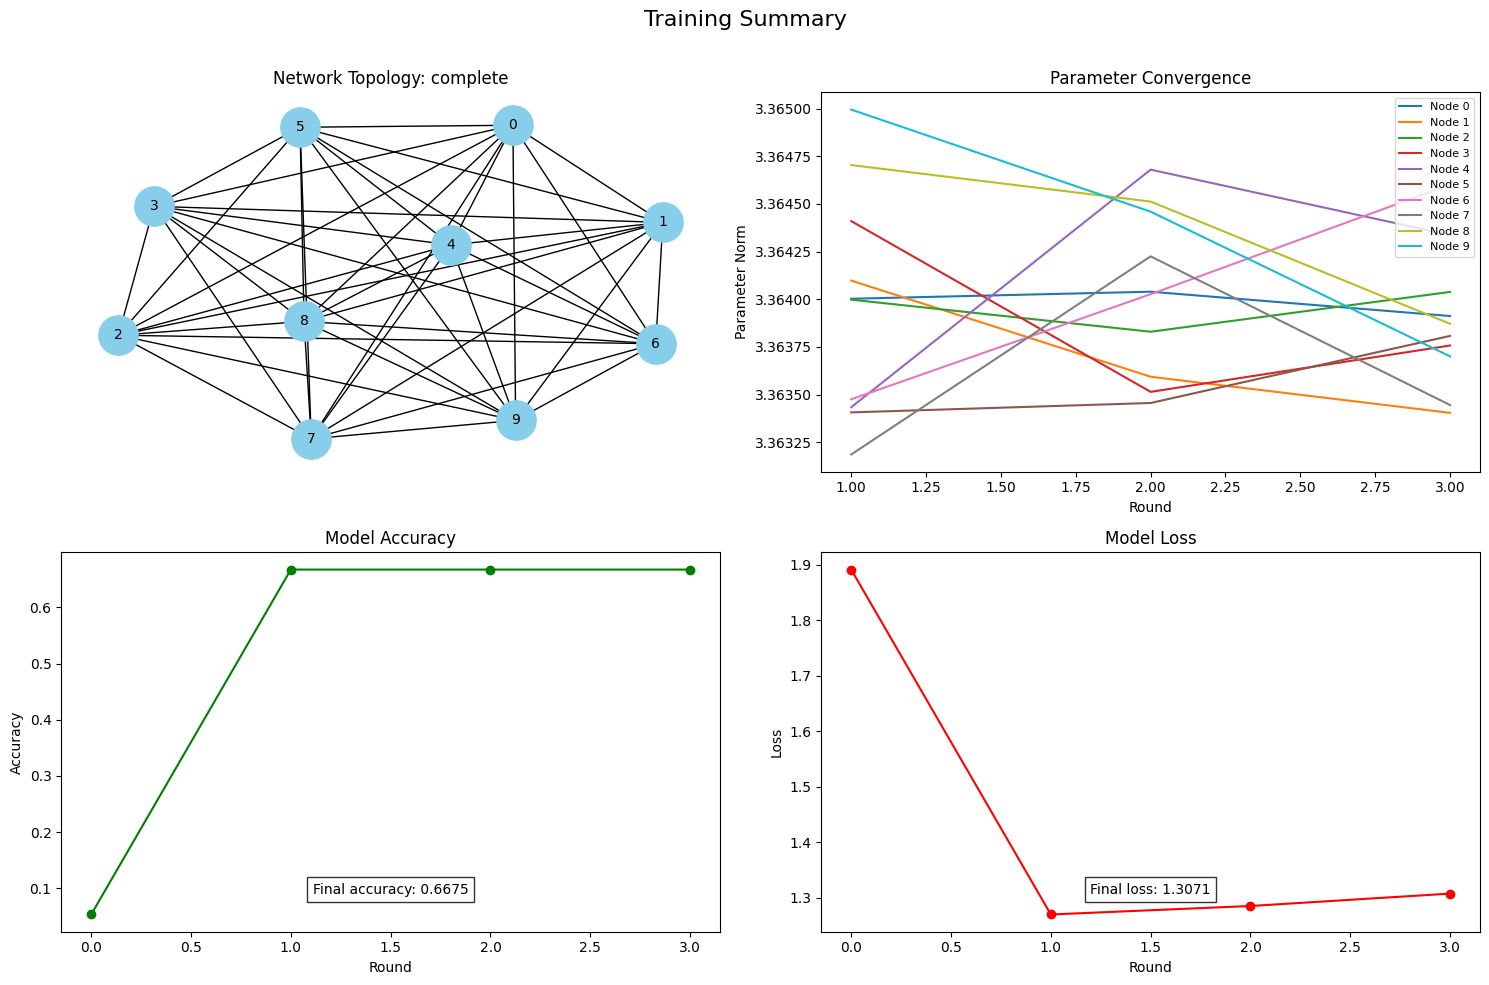 Training Summary
Network Topology: complete
5
0
3
1
4
8
2
6
9
7
Parameter Convergence
Parameter Norm
3.36500
3.36475
3.36450
3.36425
3.36400
3.36375
3.36350
3.36325
Node 0
Node 1
Node 2
Node 3
Node 4
Node 5
Node 6
Node 7
Node 8
Node 9
1.00 1.25 1.50 1.75 2.00 2.25 2.50 2.75 3.00
Round
Model Accuracy
Accuracy
0.6
0.5
0.4
0.3
0.2
0.1
Final accuracy: 0.6675
0.0 0.5 1.0 1.5 2.0 2.5 3.0
Round
Model Loss
Loss
1.9
1.8
1.7
1.6
1.5
1.4
1.3
Final loss: 1.3071
0.0 0.5 1.0 1.5 2.0 2.5 3.0
Round